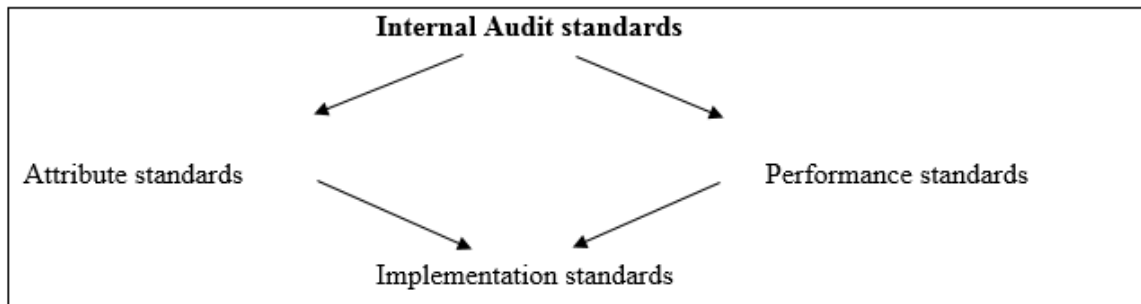 Internal Audit standards
Attribute standards
Performance standards
Implementation standards